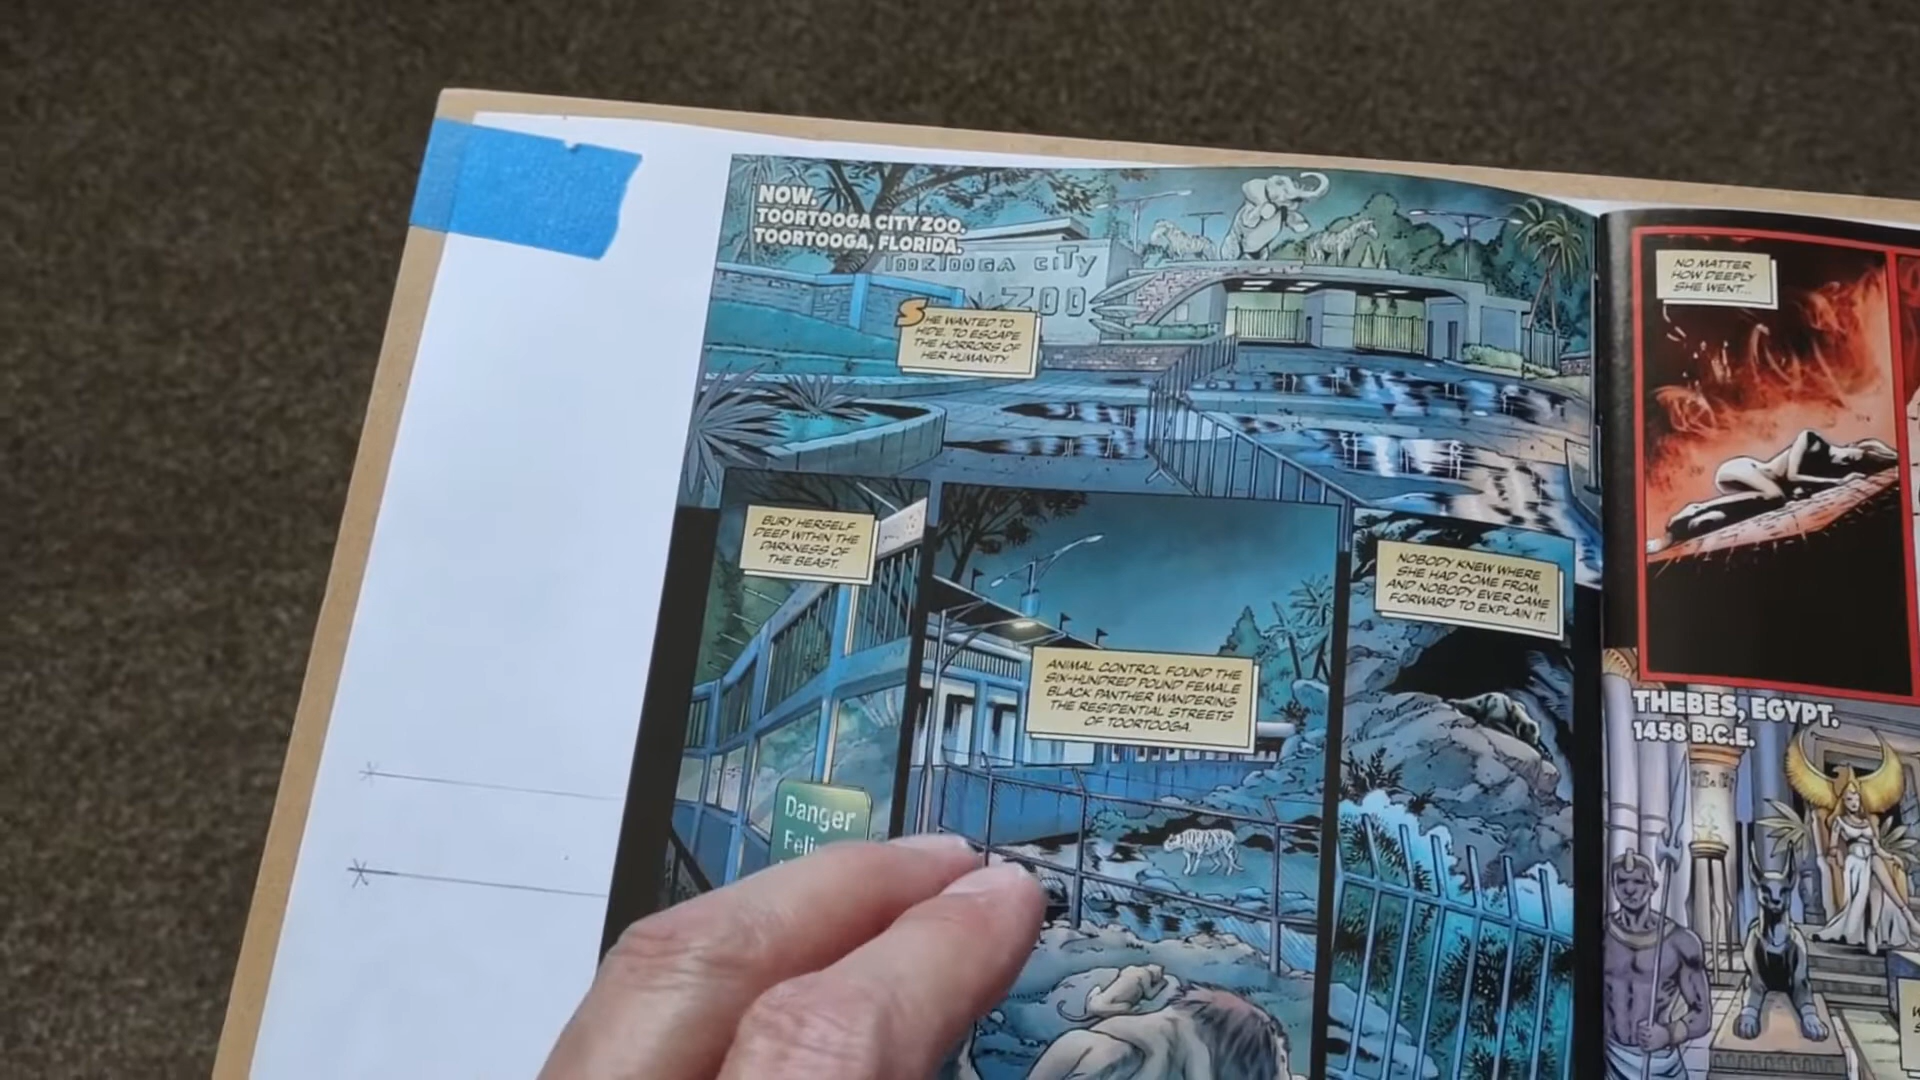 NOW.
TOORTOOGA CITY ZOO.
TOORTOOGA, FLORIDA.
TOORTOOGA CITY
ZOO
SHE WANTED TO
HIDE, TO ESCAPE
THE HORRORS OF
HER HUMANITY
BURY HERSELF
DEEP WITHIN THE
DARKNESS OF
THE BEAST.
ANIMAL CONTROL FOUND THE
SIX-HUNDRED POUND FEMALE
BLACK PANTHER WANDERING
THE RESIDENTIAL STREETS
OF TOORTOOGA.
NOBODY KNEW WHERE
SHE HAD COME FROM,
AND NOBODY EVER CAME
FORWARD TO EXPLAIN IT.
Danger
NO MATTER
HOW DEEPLY
SHE WENT...
THEBES, EGYPT.
1458 B.C.E.